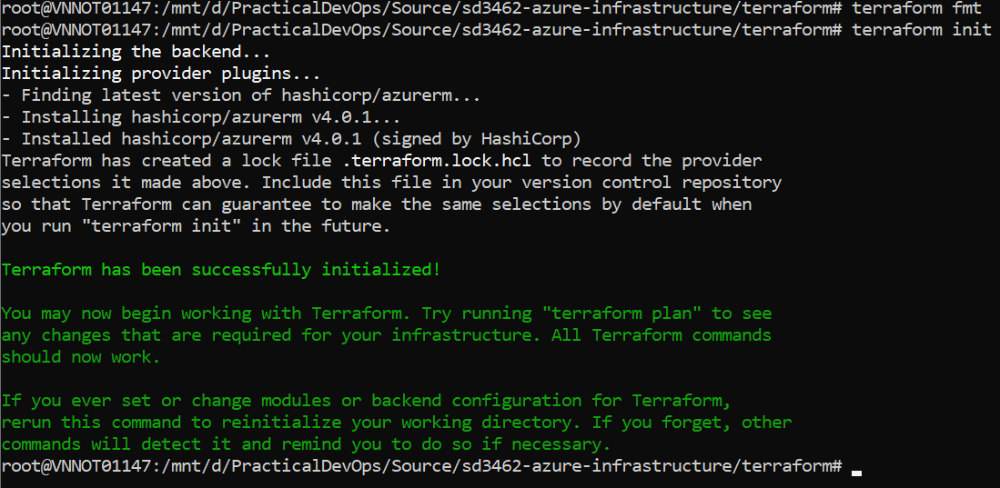 root@VNNOT01147:/mnt/d/PracticalDevOps/Source/sd3462-azure-infrastructure/terraform# terraform fmt
root@VNNOT01147:/mnt/d/PracticalDevOps/Source/sd3462-azure-infrastructure/terraform# terraform init
Initializing the backend...
Initializing provider plugins...
- Finding latest version of hashicorp/azurerm...
- Installing hashicorp/azurerm v4.0.1...
- Installed hashicorp/azurerm v4.0.1 (signed by HashiCorp)
Terraform has created a lock file .terraform.lock.hcl to record the provider
selections it made above. Include this file in your version control repository
so that Terraform can guarantee to make the same selections by default when
you run "terraform init" in the future.
Terraform has been successfully initialized!
You may now begin working with Terraform. Try running "terraform plan" to see
any changes that are required for your infrastructure. All Terraform commands
should now work.
If you ever set or change modules or backend configuration for Terraform,
rerun this command to reinitialize your working directory. If you forget, other
commands will detect it and remind you to do so if necessary.
root@VNNOT01147:/mnt/d/PracticalDevOps/Source/sd3462-azure-infrastructure/terraform#